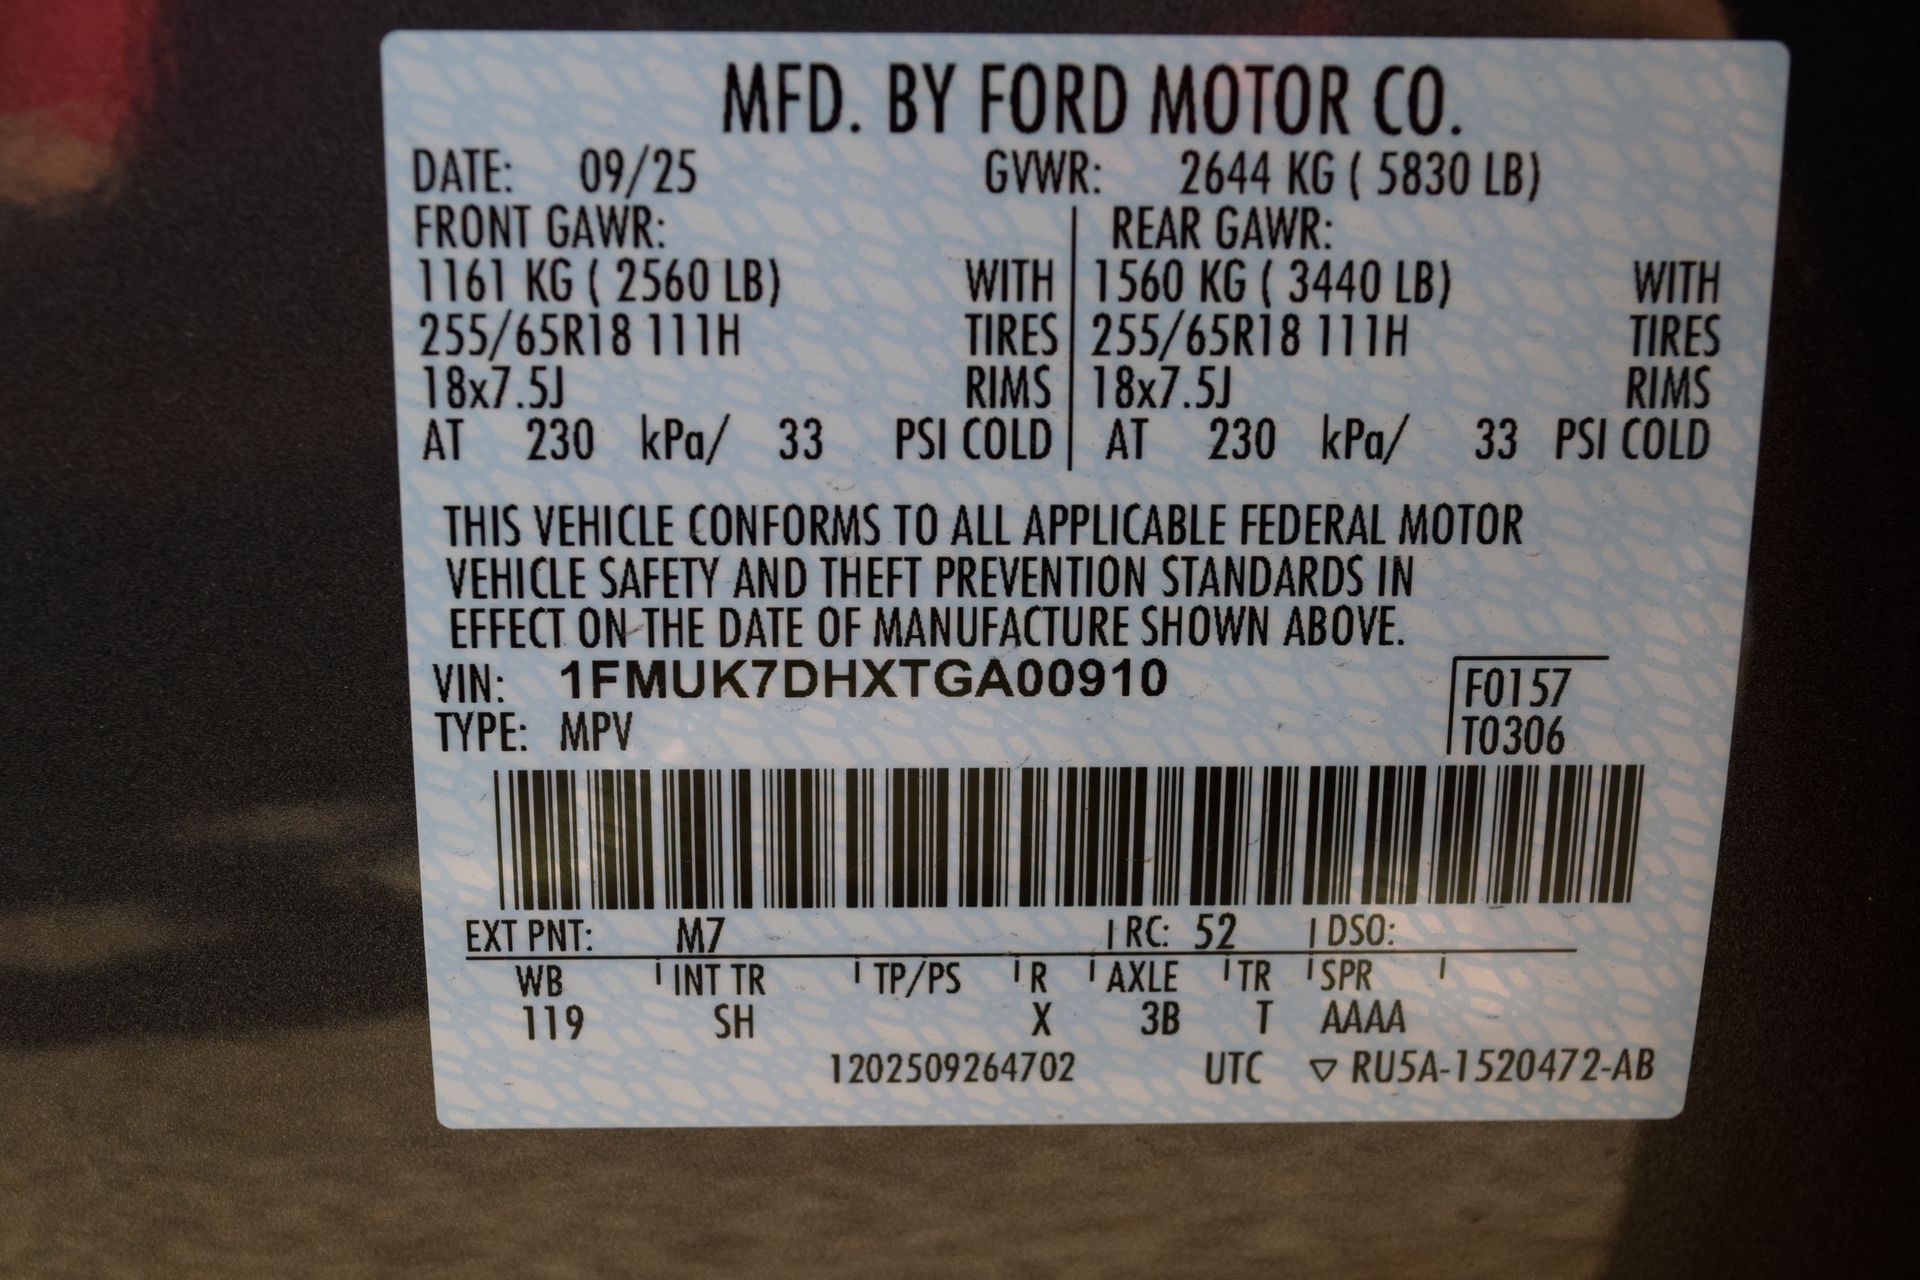 MFD. BY FORD MOTOR CO.
DATE: 09/25 GVWR: 2644 KG ( 5830 LB)
FRONT GAWR: REAR GAWR:
1161 KG ( 2560 LB) WITH 1560 KG ( 3440 LB) WITH
255/65R18 111H TIRES 255/65R18 111H TIRES
18x7.5J RIMS 18x7.5J RIMS
AT 230 kPa/ 33 PSI COLD AT 230 kPa/ 33 PSI COLD
THIS VEHICLE CONFORMS TO ALL APPLICABLE FEDERAL MOTOR
VEHICLE SAFETY AND THEFT PREVENTION STANDARDS IN
EFFECT ON THE DATE OF MANUFACTURE SHOWN ABOVE.
VIN: 1FMUK7DHXTGA00910 F0157
TYPE: MPV T0306
EXT PNT: M7 RC: 52 DSO:
WB INT TR TP/PS R AXLE TR SPR
119 SH X 3B T AAAA
1202509264702 UTC ▽ RU5A-1520472-AB